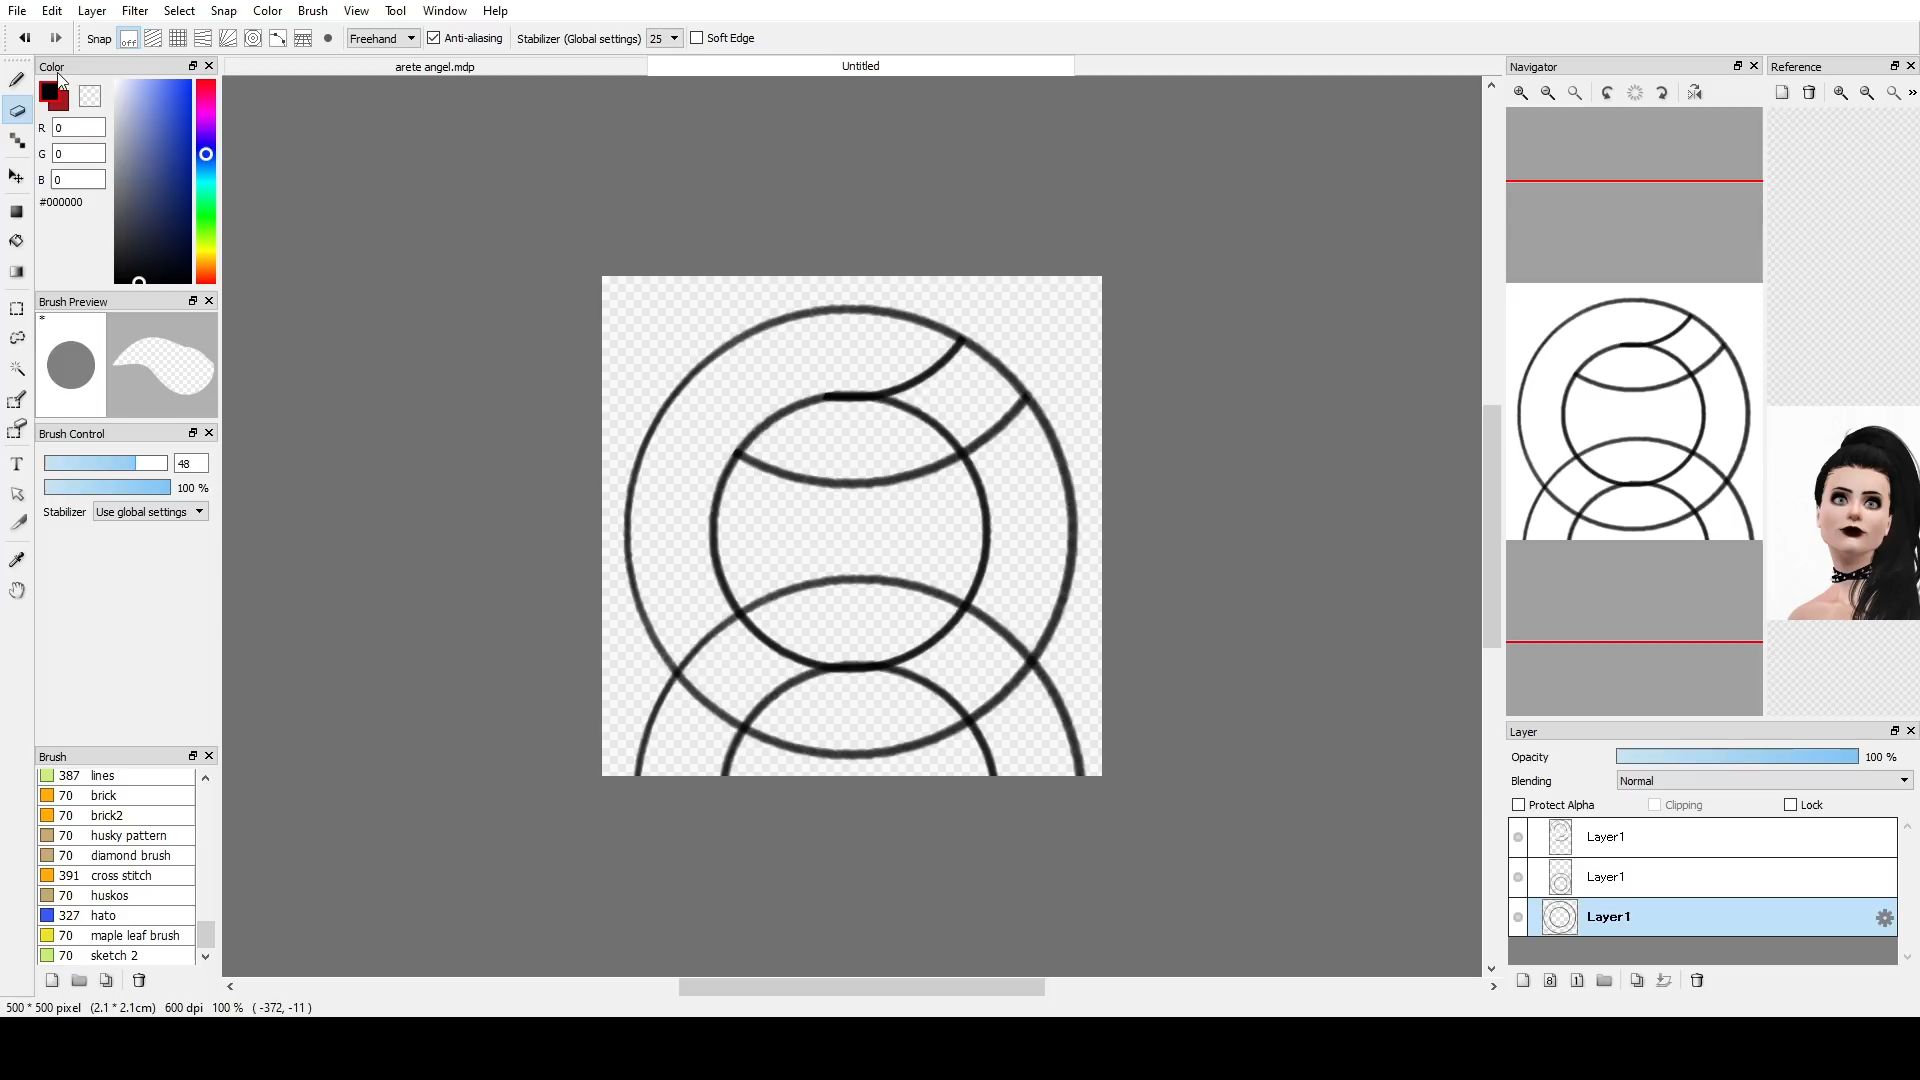 File Edit Layer Filter Select Snap Color Brush View Tool Window Help
Snap off Freehand Anti-aliasing Stabilizer (Global settings) 25 Soft Edge
Color
arete angel.mdp
Untitled
Navigator
Reference
R 0
G 0
B 0
#000000
Brush Preview
*
Brush Control
48
100 %
Stabilizer Use global settings
Brush
387 lines
70 brick
70 brick2
70 husky pattern
70 diamond brush
391 cross stitch
70 huskos
327 hato
70 maple leaf brush
70 sketch 2
Layer
Opacity 100 %
Blending Normal
Protect Alpha Clipping Lock
Layer1
Layer1
Layer1
8 1
500 * 500 pixel (2.1 * 2.1cm) 600 dpi 100 % ( -372, -11 )